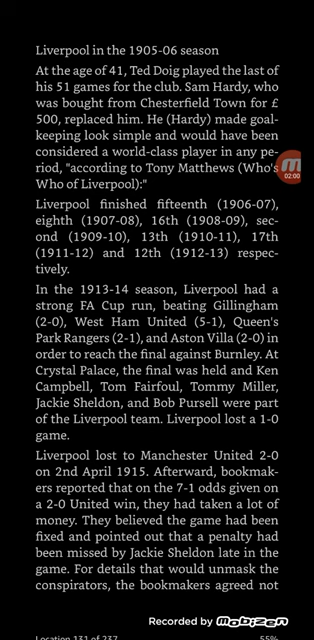 Liverpool in the 1905-06 season
At the age of 41, Ted Doig played the last of
his 51 games for the club. Sam Hardy, who
was bought from Chesterfield Town for £
500, replaced him. He (Hardy) made goal-
keeping look simple and would have been
considered a world-class player in any pe-
riod, "according to Tony Matthews (Who's
Who of Liverpool):"
02:00
Liverpool finished fifteenth (1906-07),
eighth (1907-08), 16th (1908-09), sec-
ond (1909-10), 13th (1910-11), 17th
(1911-12) and 12th (1912-13) respec-
tively.
In the 1913-14 season, Liverpool had a
strong FA Cup run, beating Gillingham
(2-0), West Ham United (5-1), Queen's
Park Rangers (2-1), and Aston Villa (2-0) in
order to reach the final against Burnley. At
Crystal Palace, the final was held and Ken
Campbell, Tom Fairfoul, Tommy Miller,
Jackie Sheldon, and Bob Pursell were part
of the Liverpool team. Liverpool lost a 1-0
game.
Liverpool lost to Manchester United 2-0
on 2nd April 1915. Afterward, bookmak-
ers reported that on the 7-1 odds given on
a 2-0 United win, they had taken a lot of
money. They believed the game had been
fixed and pointed out that a penalty had
been missed by Jackie Sheldon late in the
game. For details that would unmask the
conspirators, the bookmakers agreed not
Recorded by mobizen
Location 131 of 237 55%